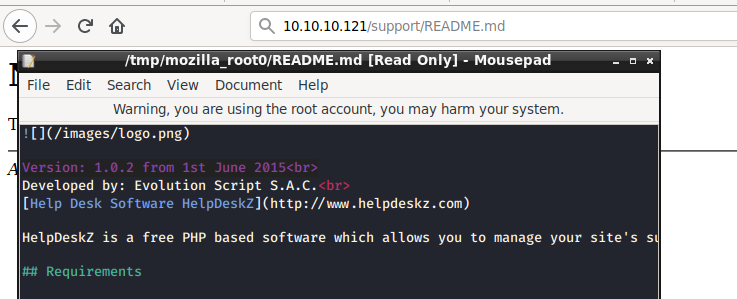 10.10.10.121/support/README.md
/tmp/mozilla_root0/README.md [Read Only] - Mousepad
File Edit Search View Document Help
Warning, you are using the root account, you may harm your system.
![](/images/logo.png)
Version: 1.0.2 from 1st June 2015<br>
Developed by: Evolution Script S.A.C.<br>
[Help Desk Software HelpDeskZ](http://www.helpdeskz.com)
HelpDeskZ is a free PHP based software which allows you to manage your site's
## Requirements